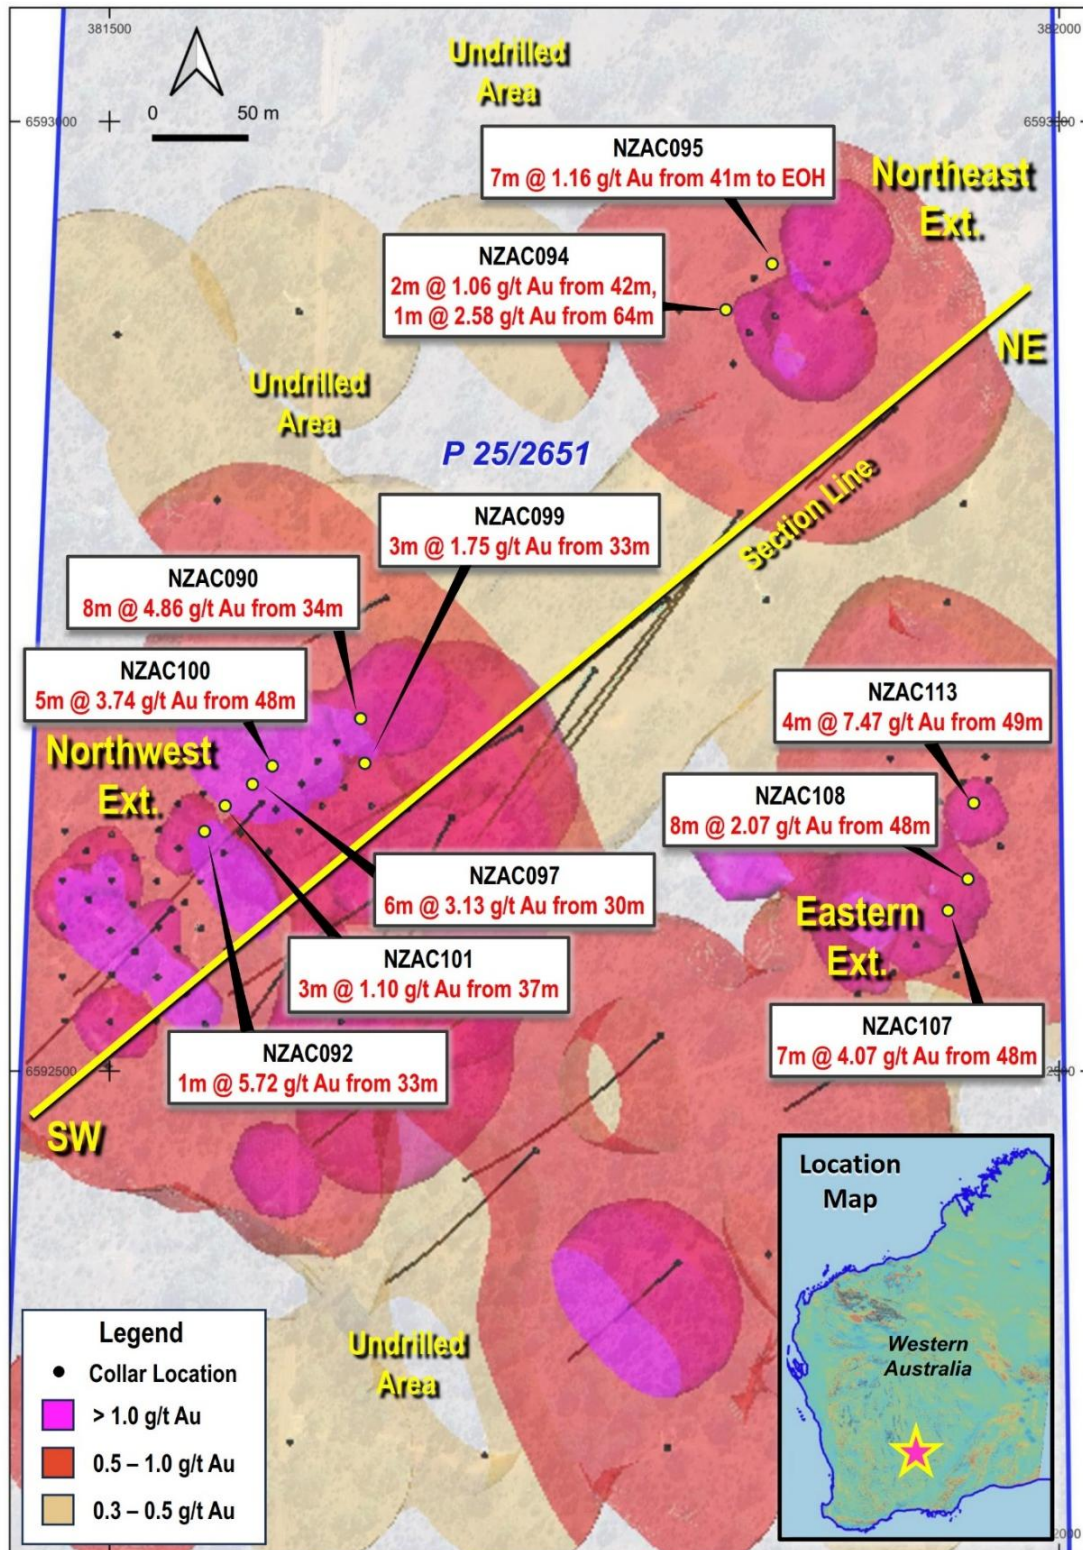 381500
382000
Undrilled
Area
0 50 m
6593000
NZAC095
7m @ 1.16 g/t Au from 41m to EOH
Northeast
Ext.
NZAC094
2m @ 1.06 g/t Au from 42m,
1m @ 2.58 g/t Au from 64m
NE
Undrilled
Area
P 25/2651
Section Line
NZAC099
3m @ 1.75 g/t Au from 33m
NZAC090
8m @ 4.86 g/t Au from 34m
NZAC100
5m @ 3.74 g/t Au from 48m
NZAC113
4m @ 7.47 g/t Au from 49m
Northwest
Ext.
NZAC108
8m @ 2.07 g/t Au from 48m
NZAC097
6m @ 3.13 g/t Au from 30m
Eastern
Ext.
NZAC101
3m @ 1.10 g/t Au from 37m
NZAC107
7m @ 4.07 g/t Au from 48m
NZAC092
1m @ 5.72 g/t Au from 33m
6592500
SW
Location
Map
Western
Australia
Undrilled
Area
Legend
Collar Location
> 1.0 g/t Au
0.5 – 1.0 g/t Au
0.3 – 0.5 g/t Au